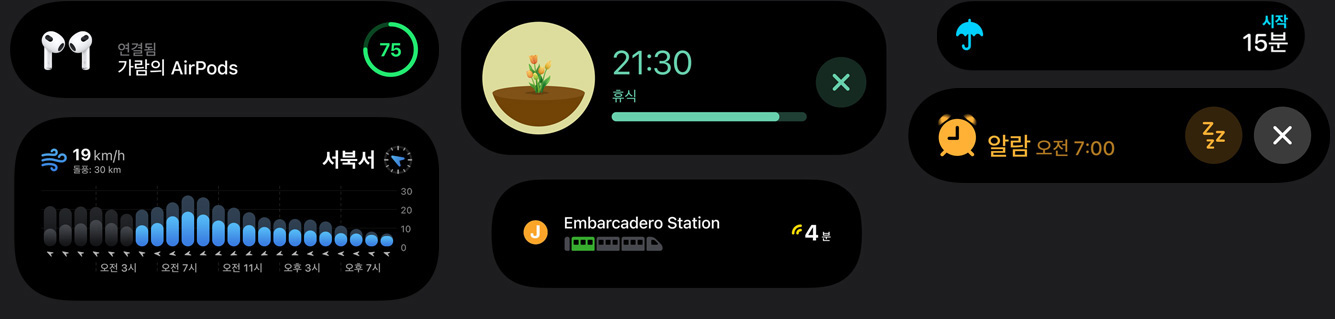 연결됨
가람의 AirPods
75
19 km/h
돌풍: 30 km
서북서
30
20
10
0
오전 3시
오전 7시
오전 11시
오후 3시
오후 7시
21:30
휴식
J
Embarcadero Station
4 분
시작
15분
알람 오전 7:00
zzz